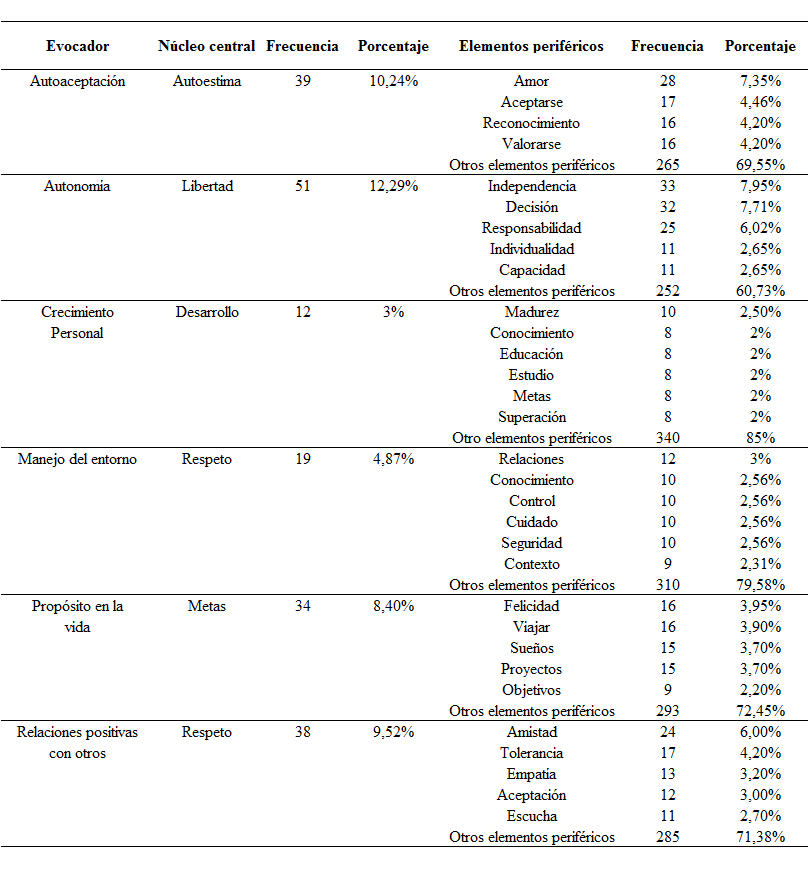 Evocador Núcleo central Frecuencia Porcentaje Elementos periféricos Frecuencia Porcentaje
Autoaceptación Autoestima 39 10,24% Amor 28 7,35%
Aceptarse 17 4,46%
Reconocimiento 16 4,20%
Valorarse 16 4,20%
Otros elementos periféricos 265 69,55%
Autonomía Libertad 51 12,29% Independencia 33 7,95%
Decisión 32 7,71%
Responsabilidad 25 6,02%
Individualidad 11 2,65%
Capacidad 11 2,65%
Otros elementos periféricos 252 60,73%
Crecimiento Desarrollo 12 3% Madurez 10 2,50%
Personal Conocimiento 8 2%
Educación 8 2%
Estudio 8 2%
Metas 8 2%
Superación 8 2%
Otro elementos periféricos 340 85%
Manejo del entorno Respeto 19 4,87% Relaciones 12 3%
Conocimiento 10 2,56%
Control 10 2,56%
Cuidado 10 2,56%
Seguridad 10 2,56%
Contexto 9 2,31%
Otros elementos periféricos 310 79,58%
Propósito en la Metas 34 8,40% Felicidad 16 3,95%
vida Viajar 16 3,90%
Sueños 15 3,70%
Proyectos 15 3,70%
Objetivos 9 2,20%
Otros elementos periféricos 293 72,45%
Relaciones positivas Respeto 38 9,52% Amistad 24 6,00%
con otros Tolerancia 17 4,20%
Empatía 13 3,20%
Aceptación 12 3,00%
Escucha 11 2,70%
Otros elementos periféricos 285 71,38%